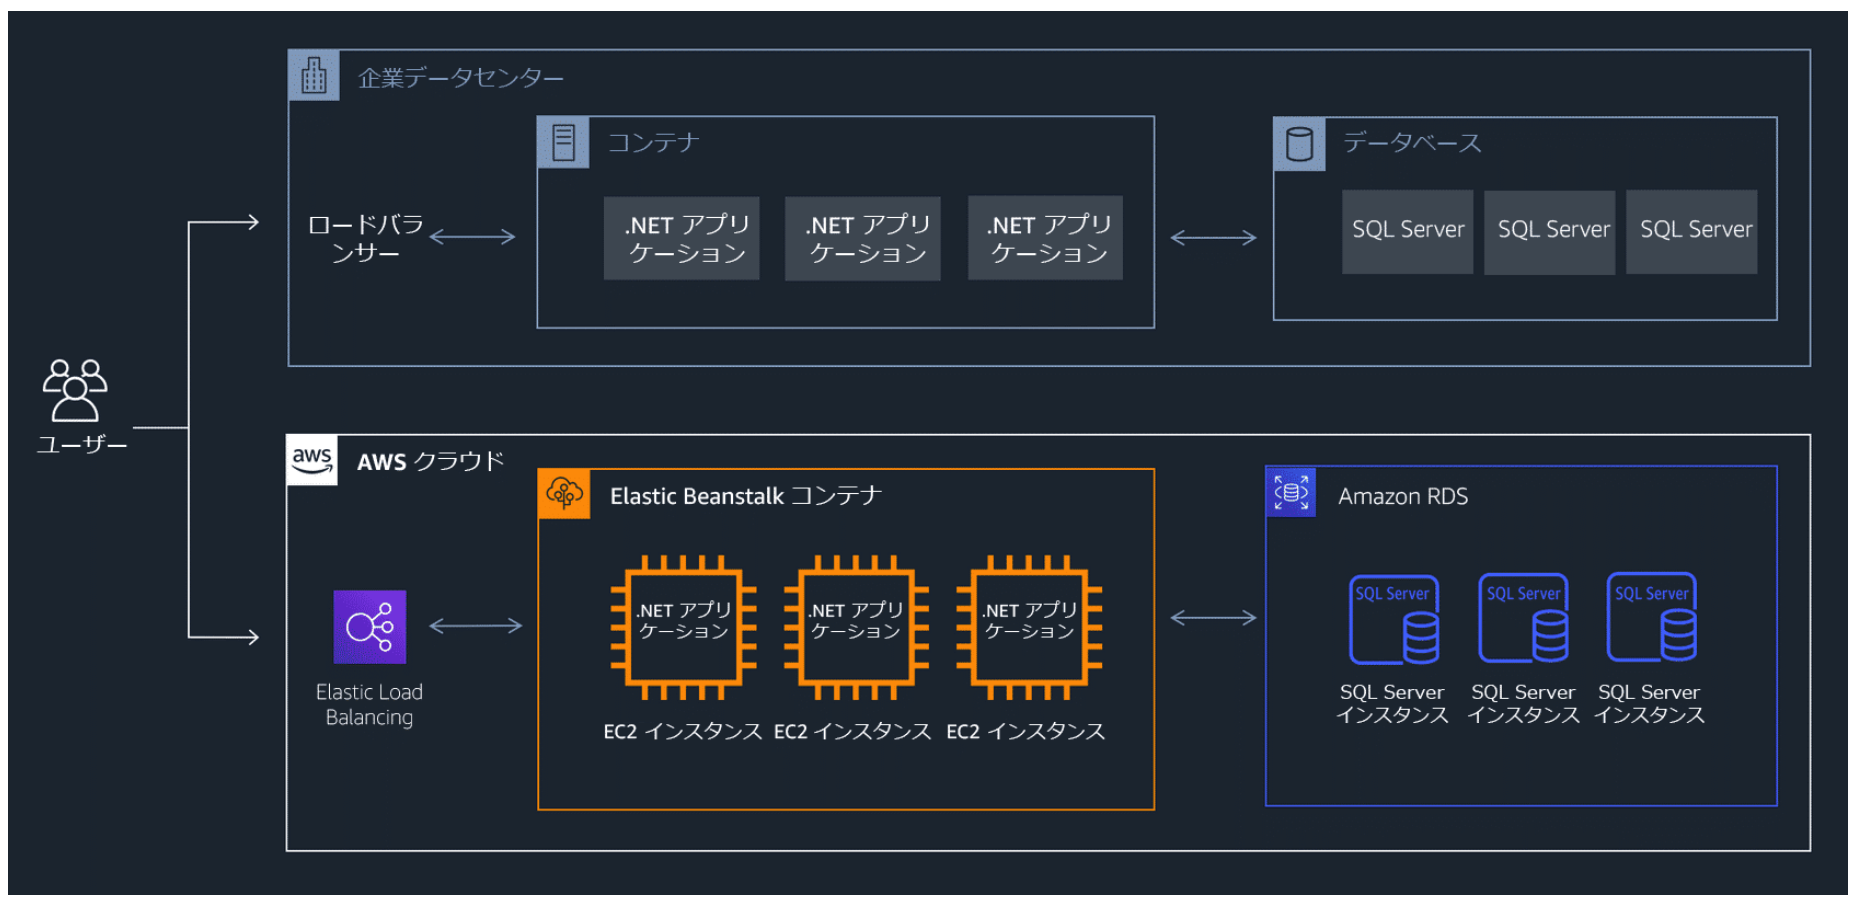 企業データセンター
コンテナ
データベース
ロードバラ
ンサー
.NET アプリ
ケーション
.NET アプリ
ケーション
.NET アプリ
ケーション
SQL Server
SQL Server
SQL Server
ユーザー
aws
AWS クラウド
Elastic Beanstalk コンテナ
Amazon RDS
Elastic Load
Balancing
.NET アプリ
ケーション
.NET アプリ
ケーション
.NET アプリ
ケーション
EC2 インスタンス
EC2 インスタンス
EC2 インスタンス
SQL Server
SQL Server
SQL Server
SQL Server
インスタンス
SQL Server
インスタンス
SQL Server
インスタンス